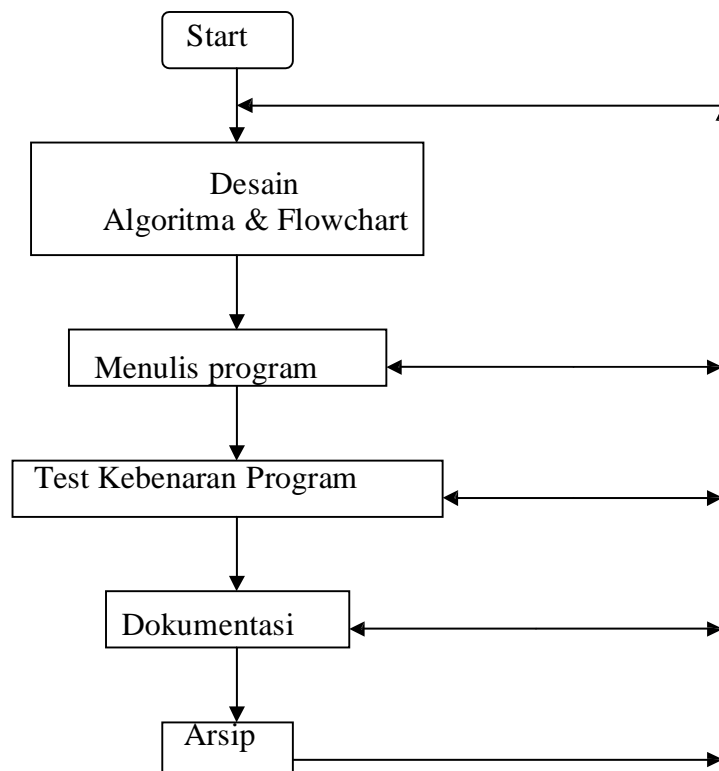 Start
Desain
Algoritma & Flowchart
Menulis program
Test Kebenaran Program
Dokumentasi
Arsip